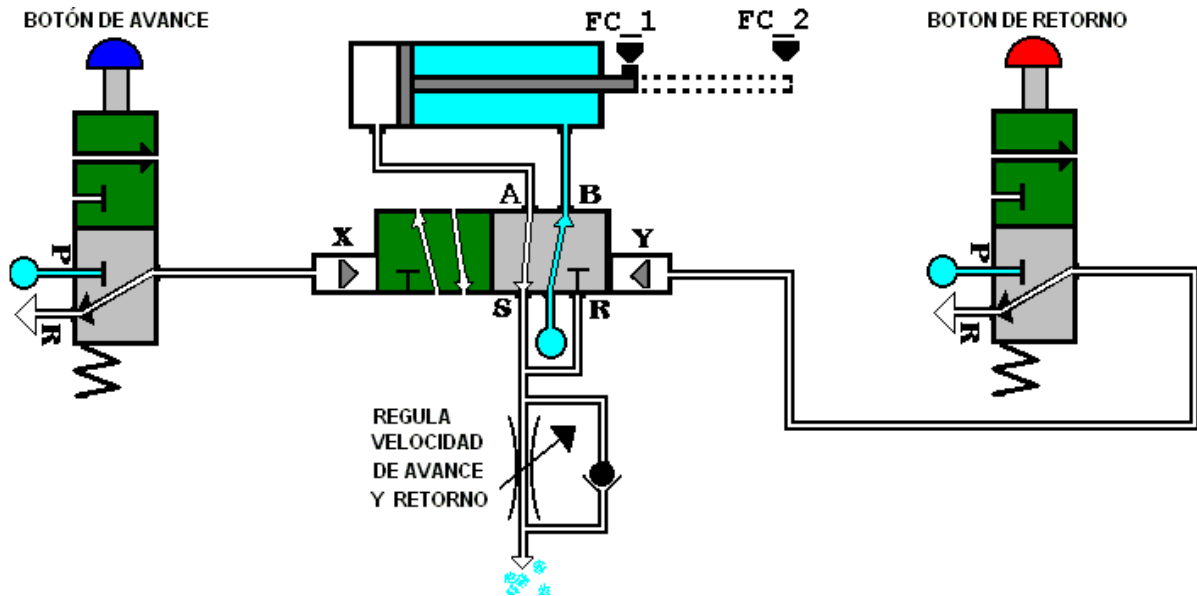 BOTÓN DE AVANCE
FC_1
FC_2
BOTON DE RETORNO
A
B
X
Y
P
R
S
R
P
R
REGULA
VELOCIDAD
DE AVANCE
Y RETORNO